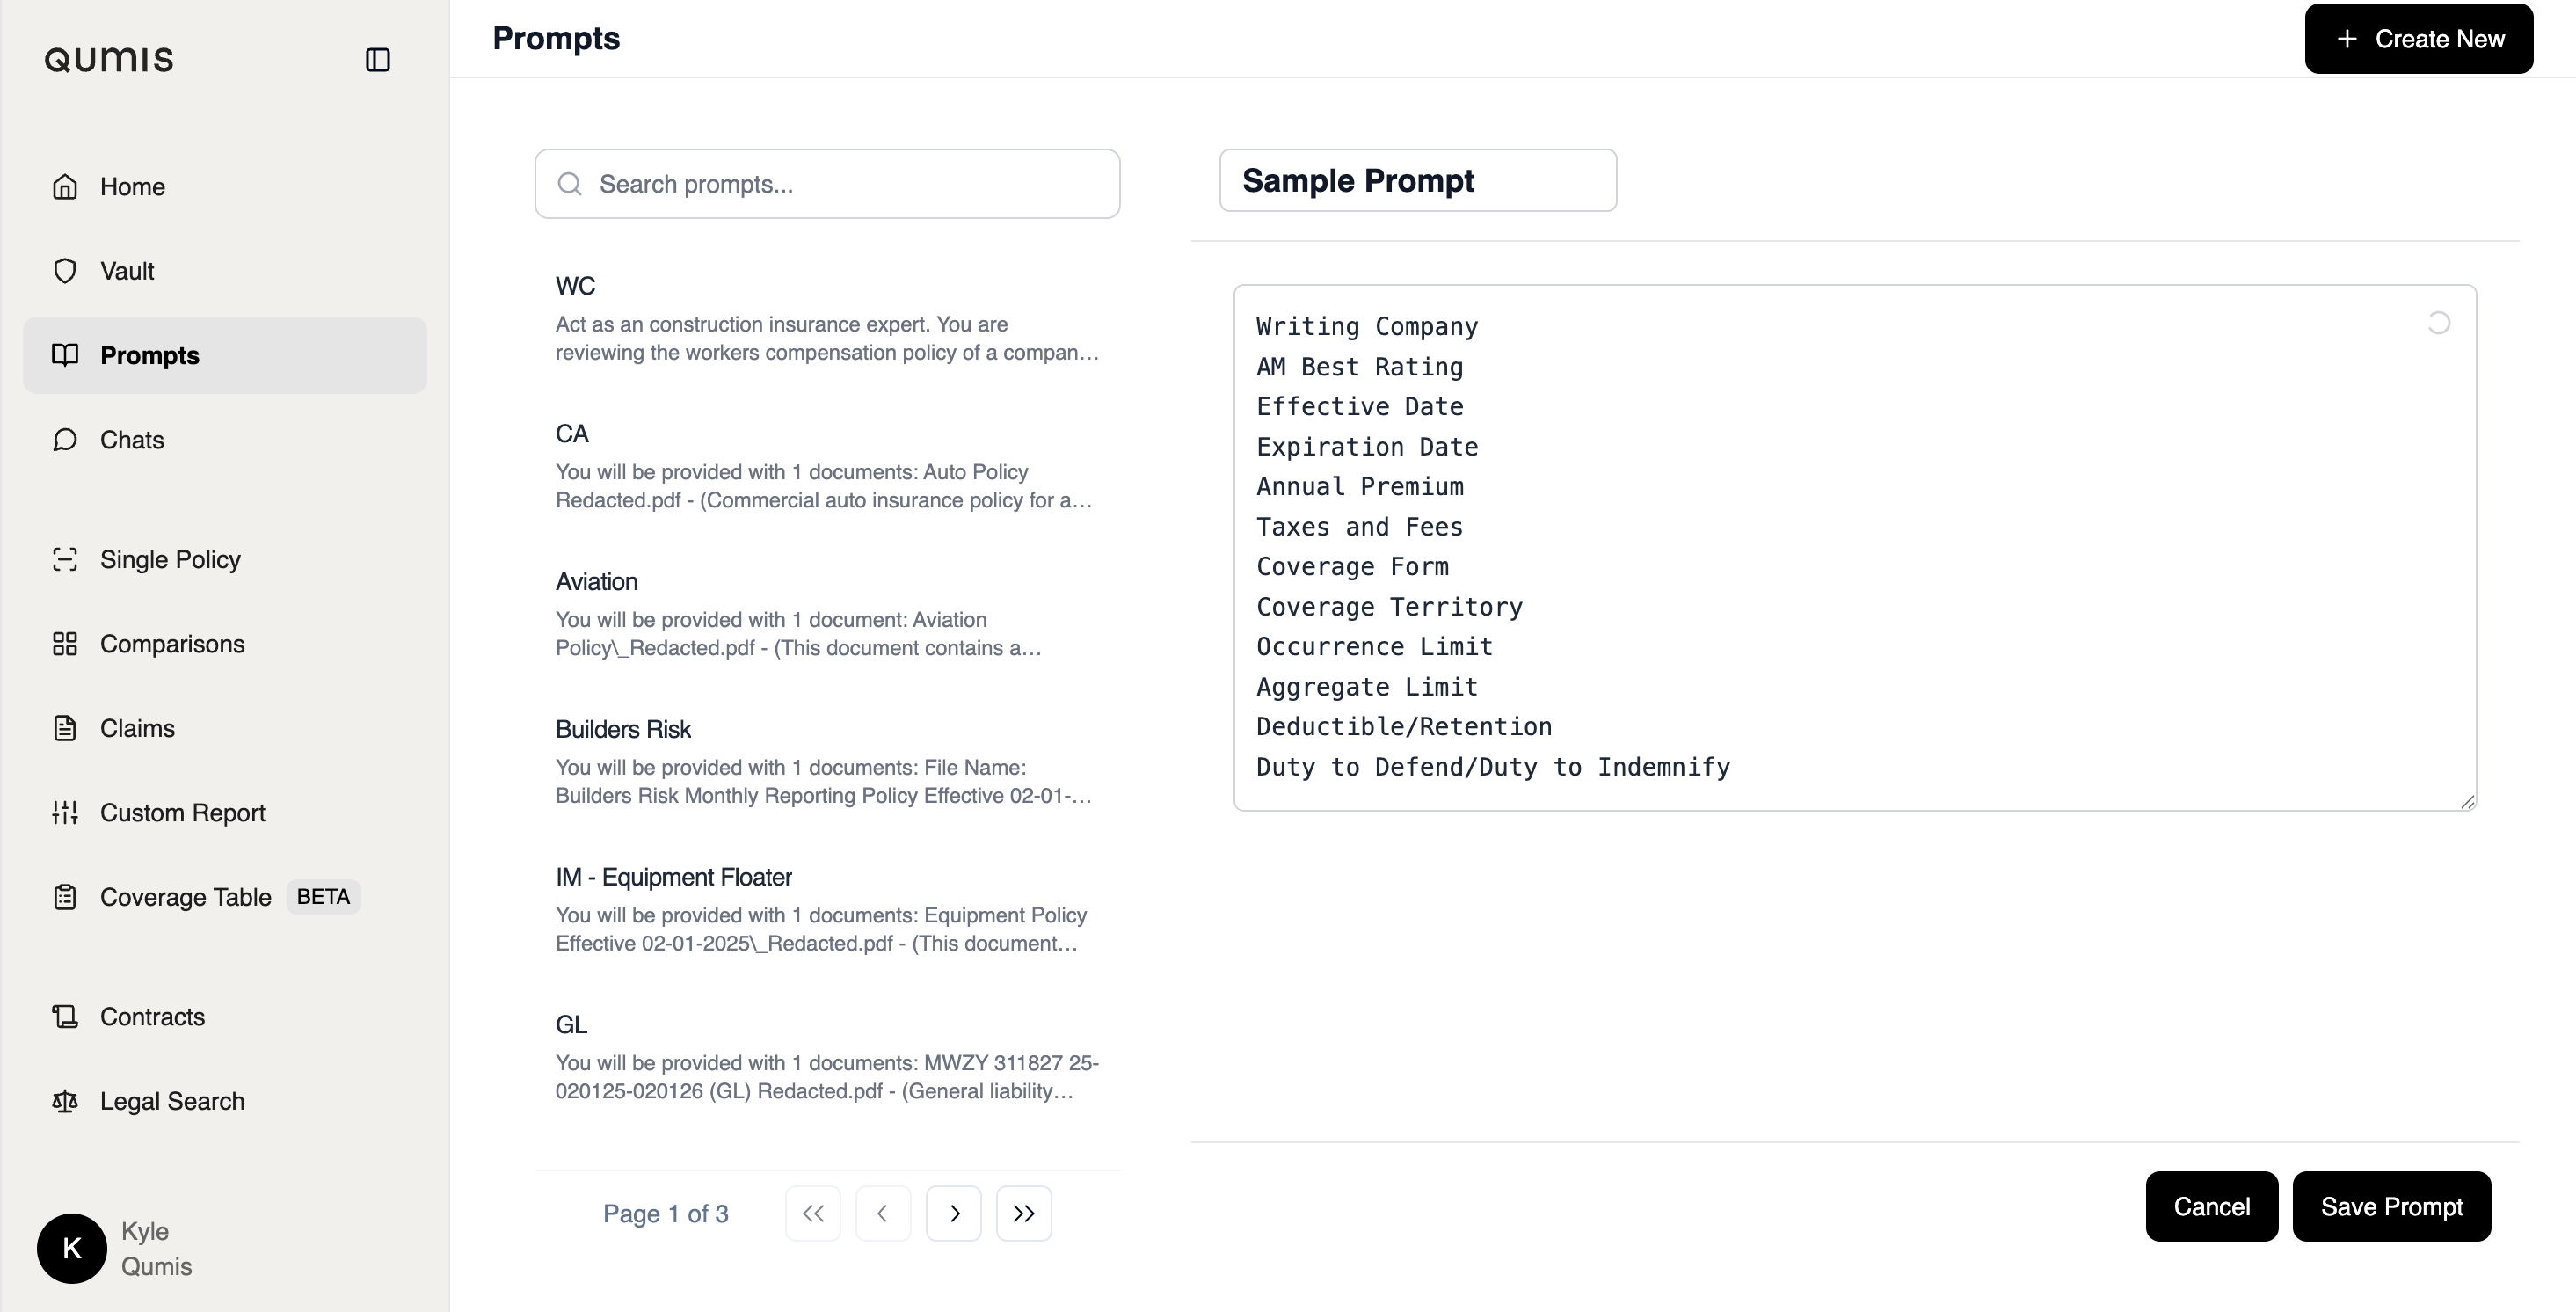 QUMIS
Home
Vault
Prompts
Chats
Single Policy
Comparisons
Claims
Custom Report
Coverage Table BETA
Contracts
Legal Search
K
Kyle
Qumis
Prompts
+ Create New
Search prompts...
WC
Act as an construction insurance expert. You are
reviewing the workers compensation policy of a compan...
CA
You will be provided with 1 documents: Auto Policy
Redacted.pdf - (Commercial auto insurance policy for a...
Aviation
You will be provided with 1 document: Aviation
Policy\_Redacted.pdf - (This document contains a...
Builders Risk
You will be provided with 1 documents: File Name:
Builders Risk Monthly Reporting Policy Effective 02-01-...
IM - Equipment Floater
You will be provided with 1 documents: Equipment Policy
Effective 02-01-2025\_Redacted.pdf - (This document...
GL
You will be provided with 1 documents: MWZY 311827 25-
020125-020126 (GL) Redacted.pdf - (General liability...
Page 1 of 3
Sample Prompt
Writing Company
AM Best Rating
Effective Date
Expiration Date
Annual Premium
Taxes and Fees
Coverage Form
Coverage Territory
Occurrence Limit
Aggregate Limit
Deductible/Retention
Duty to Defend/Duty to Indemnify
Cancel
Save Prompt